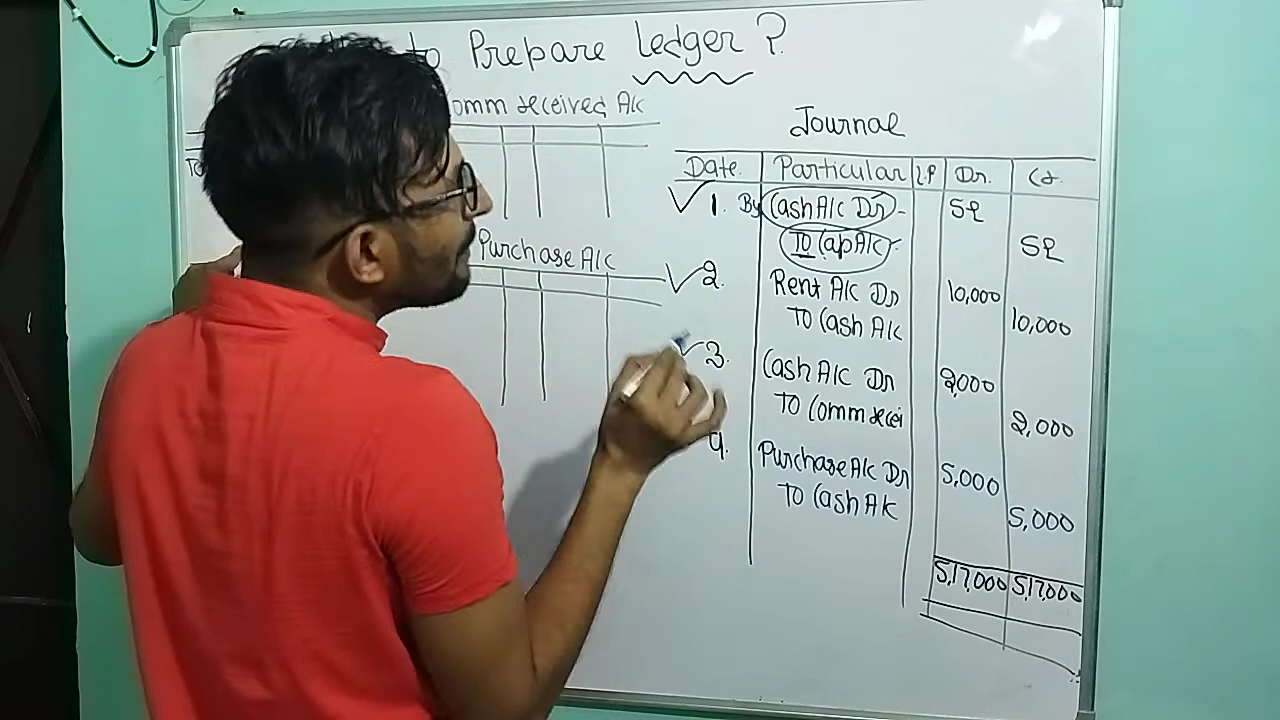 to Prepare Ledger ?
omm received A/c
To
Purchase A/c
Journal
Date. Particular LP Dr. Cr.
1. By Cash A/c Dr - 5L
To Cap A/c - 5L
2. Rent A/c Dr 10,000
To Cash A/c 10,000
3. Cash A/c Dr 2,000
To Comm recei 2,000
4. Purchase A/c Dr 5,000
To Cash A/c 5,000
5,17,000 5,17,000